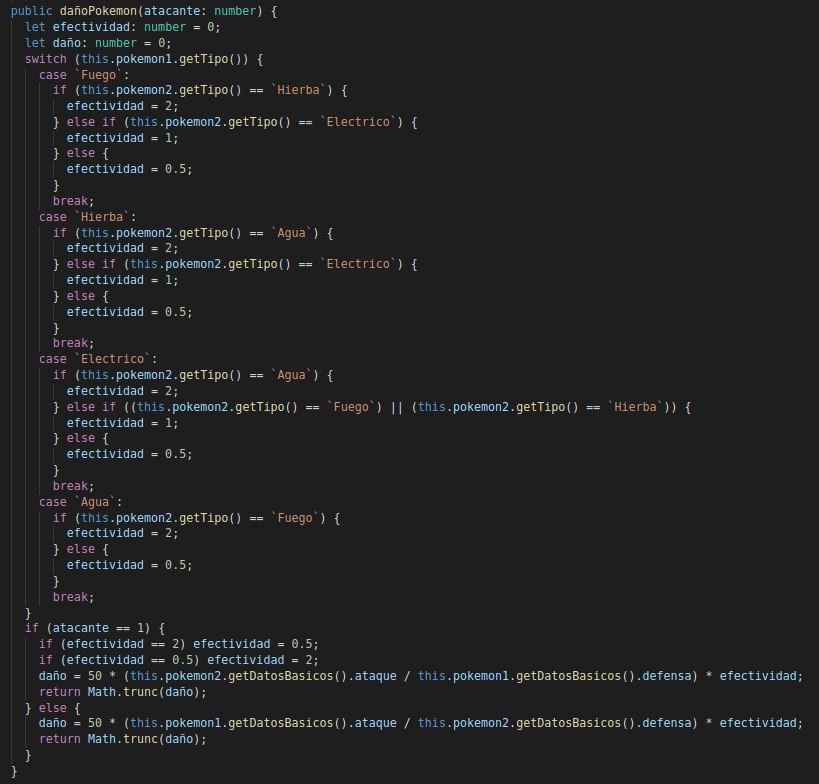 public dañoPokemon(atacante: number) {
let efectividad: number = 0;
let daño: number = 0;
switch (this.pokemon1.getTipo()) {
case `Fuego`:
if (this.pokemon2.getTipo() == `Hierba`) {
efectividad = 2;
} else if (this.pokemon2.getTipo() == `Electrico`) {
efectividad = 1;
} else {
efectividad = 0.5;
}
break;
case `Hierba`:
if (this.pokemon2.getTipo() == `Agua`) {
efectividad = 2;
} else if (this.pokemon2.getTipo() == `Electrico`) {
efectividad = 1;
} else {
efectividad = 0.5;
}
break;
case `Electrico`:
if (this.pokemon2.getTipo() == `Agua`) {
efectividad = 2;
} else if ((this.pokemon2.getTipo() == `Fuego`) || (this.pokemon2.getTipo() == `Hierba`)) {
efectividad = 1;
} else {
efectividad = 0.5;
}
break;
case `Agua`:
if (this.pokemon2.getTipo() == `Fuego`) {
efectividad = 2;
} else {
efectividad = 0.5;
}
break;
}
if (atacante == 1) {
if (efectividad == 2) efectividad = 0.5;
if (efectividad == 0.5) efectividad = 2;
daño = 50 * (this.pokemon2.getDatosBasicos().ataque / this.pokemon1.getDatosBasicos().defensa) * efectividad;
return Math.trunc(daño);
} else {
daño = 50 * (this.pokemon1.getDatosBasicos().ataque / this.pokemon2.getDatosBasicos().defensa) * efectividad;
return Math.trunc(daño);
}
}